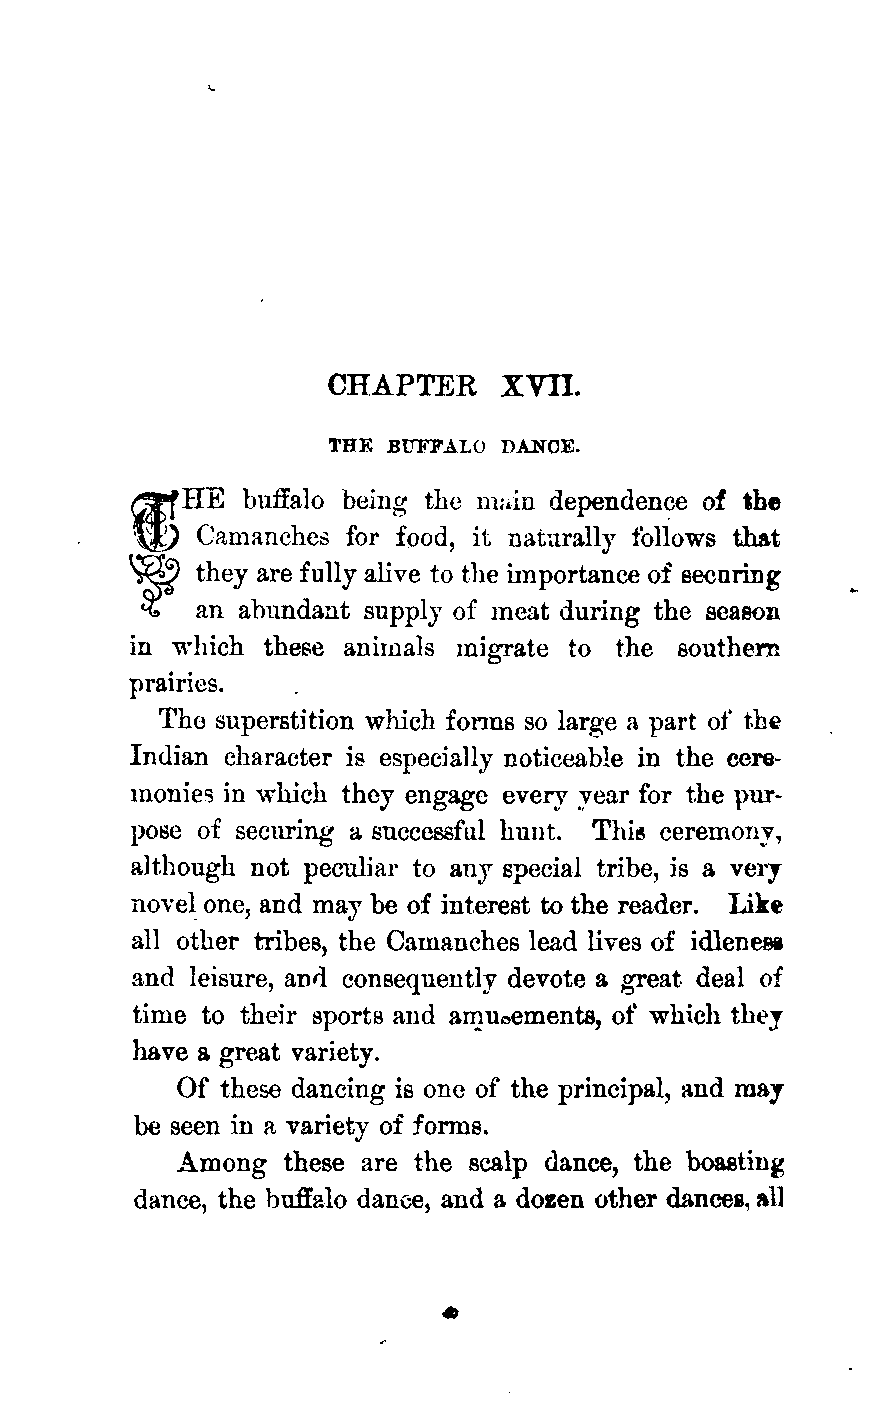 CHAPTER XVII.
THE BUFFALO DANCE.
THE buffalo being the main dependence of the
Camanches for food, it naturally follows that
they are fully alive to the importance of securing
an abundant supply of meat during the season
in which these animals migrate to the southern
prairies.
The superstition which forms so large a part of the
Indian character is especially noticeable in the cere-
monies in which they engage every year for the pur-
pose of securing a successful hunt. This ceremony,
although not peculiar to any special tribe, is a very
novel one, and may be of interest to the reader. Like
all other tribes, the Camanches lead lives of idleness
and leisure, and consequently devote a great deal of
time to their sports and amusements, of which they
have a great variety.
Of these dancing is one of the principal, and may
be seen in a variety of forms.
Among these are the scalp dance, the boasting
dance, the buffalo dance, and a dozen other dances, all